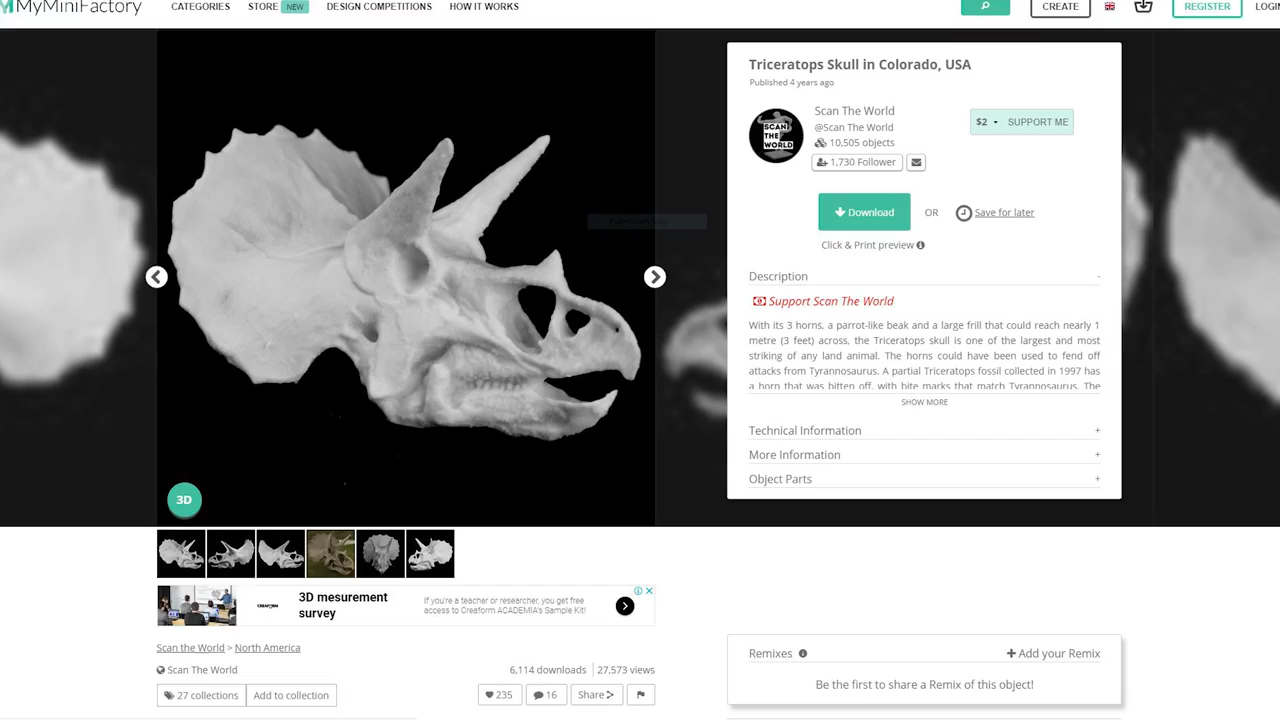 MyMiniFactory
CATEGORIES
STORE NEW
DESIGN COMPETITIONS
HOW IT WORKS
CREATE
REGISTER
LOGIN
Triceratops Skull in Colorado, USA
Published 4 years ago
SCAN THE WORLD
Scan The World
@Scan The World
10,505 objects
1,730 Follower
$2 SUPPORT ME
Download OR Save for later
Click & Print preview
Description -
Support Scan The World
With its 3 horns, a parrot-like beak and a large frill that could reach nearly 1
metre (3 feet) across, the Triceratops skull is one of the largest and most
striking of any land animal. The horns could have been used to fend off
attacks from Tyrannosaurus. A partial Triceratops fossil collected in 1997 has
a horn that was bitten off, with bite marks that match Tyrannosaurus. The
SHOW MORE
Technical Information +
More Information +
Object Parts +
3D
CREAFORM
3D mesurement
survey
If you're a teacher or researcher, you get free
access to Creaform ACADEMIA's Sample Kit!
Scan the World > North America
Scan The World
6,114 downloads 27,573 views
27 collections Add to collection
235 16 Share
Remixes
+ Add your Remix
Be the first to share a Remix of this object!